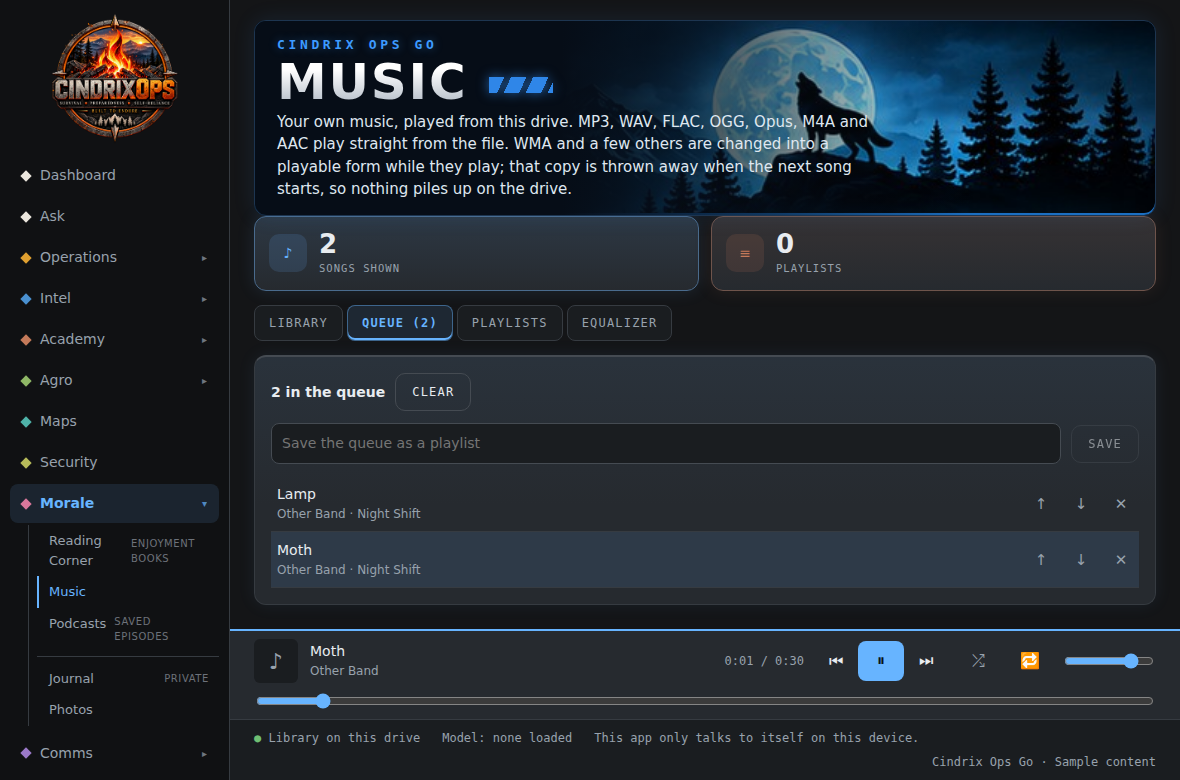 CINDRIXOPS
SURVIVAL • PREPAREDNESS • SELF-RELIANCE
BUILT TO ENDURE
Dashboard
Ask
Operations
Intel
Academy
Agro
Maps
Security
Morale
Reading Corner
ENJOYMENT BOOKS
Music
Podcasts
SAVED EPISODES
Journal
PRIVATE
Photos
Comms
CINDRIX OPS GO
MUSIC
Your own music, played from this drive. MP3, WAV, FLAC, OGG, Opus, M4A and
AAC play straight from the file. WMA and a few others are changed into a
playable form while they play; that copy is thrown away when the next song
starts, so nothing piles up on the drive.
2
SONGS SHOWN
0
PLAYLISTS
LIBRARY
QUEUE (2)
PLAYLISTS
EQUALIZER
2 in the queue
CLEAR
Save the queue as a playlist
SAVE
Lamp
Other Band · Night Shift
Moth
Other Band · Night Shift
Moth
Other Band
0:01 / 0:30
Library on this drive
Model: none loaded
This app only talks to itself on this device.
Cindrix Ops Go · Sample content